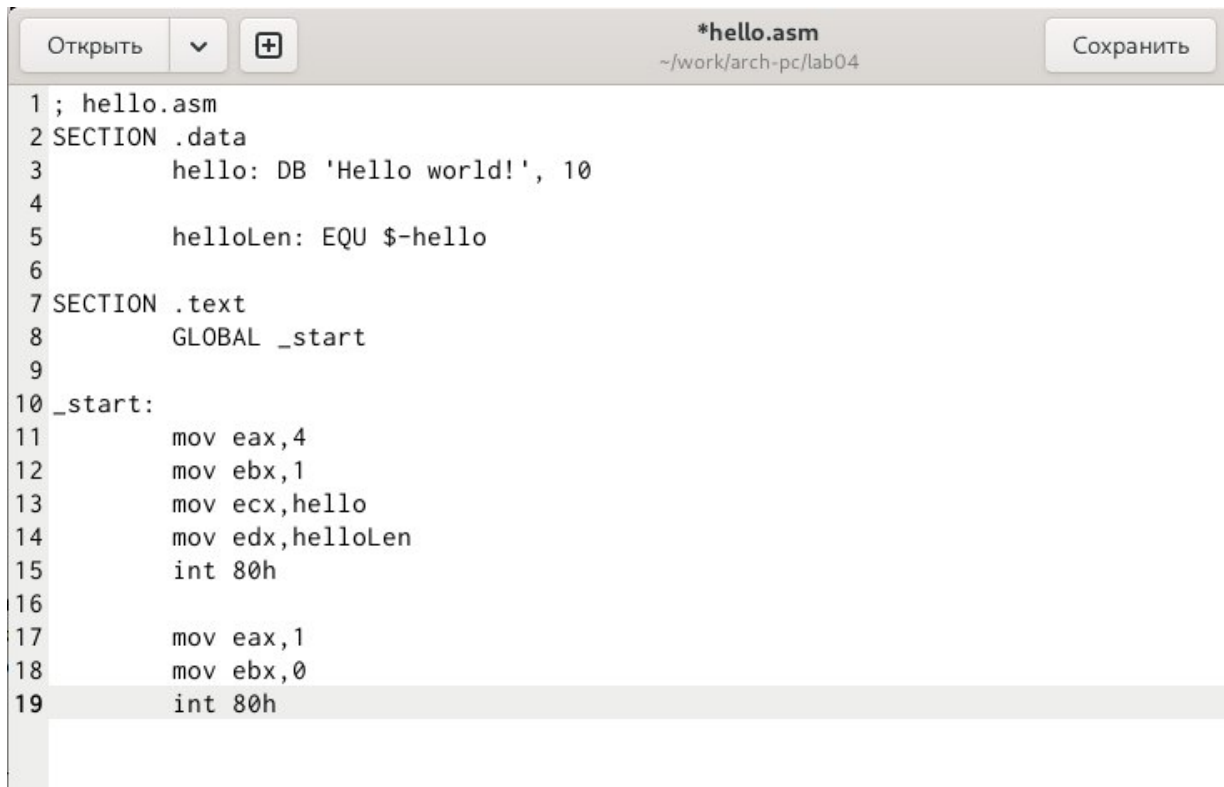 Открыть
*hello.asm
~/work/arch-pc/lab04
Сохранить
1 ; hello.asm
2 SECTION .data
3 hello: DB 'Hello world!', 10
4
5 helloLen: EQU $-hello
6
7 SECTION .text
8 GLOBAL _start
9
10 _start:
11 mov eax,4
12 mov ebx,1
13 mov ecx,hello
14 mov edx,helloLen
15 int 80h
16
17 mov eax,1
18 mov ebx,0
19 int 80h